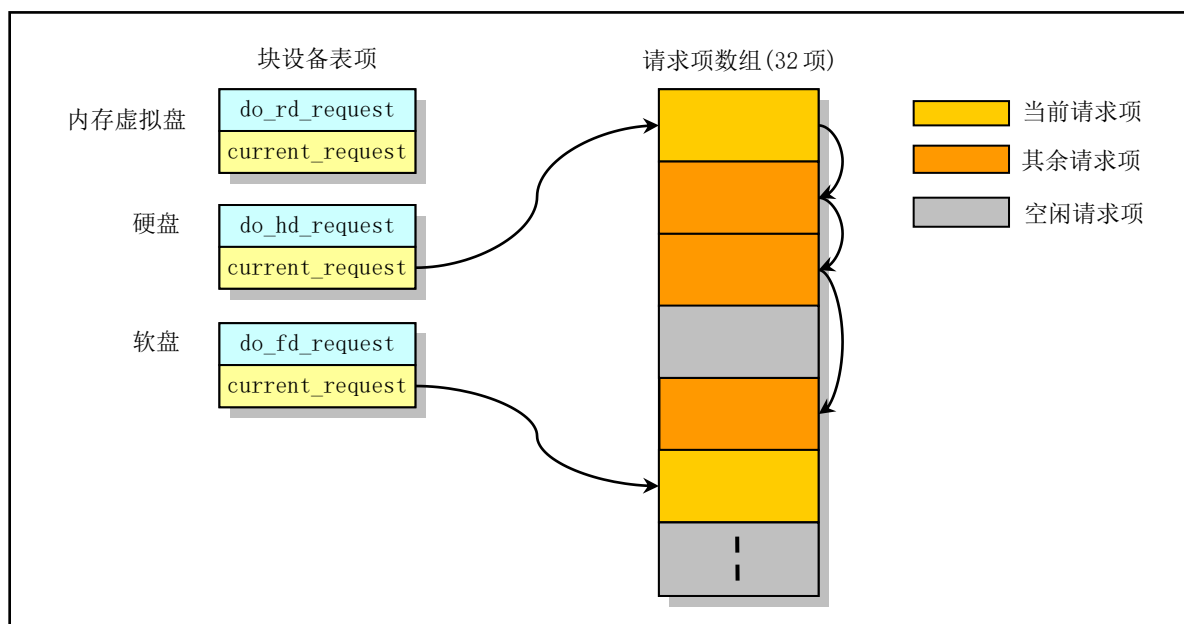 块设备表项
请求项数组(32 项)
内存虚拟盘
do_rd_request
current_request
硬盘
do_hd_request
current_request
软盘
do_fd_request
current_request
当前请求项
其余请求项
空闲请求项